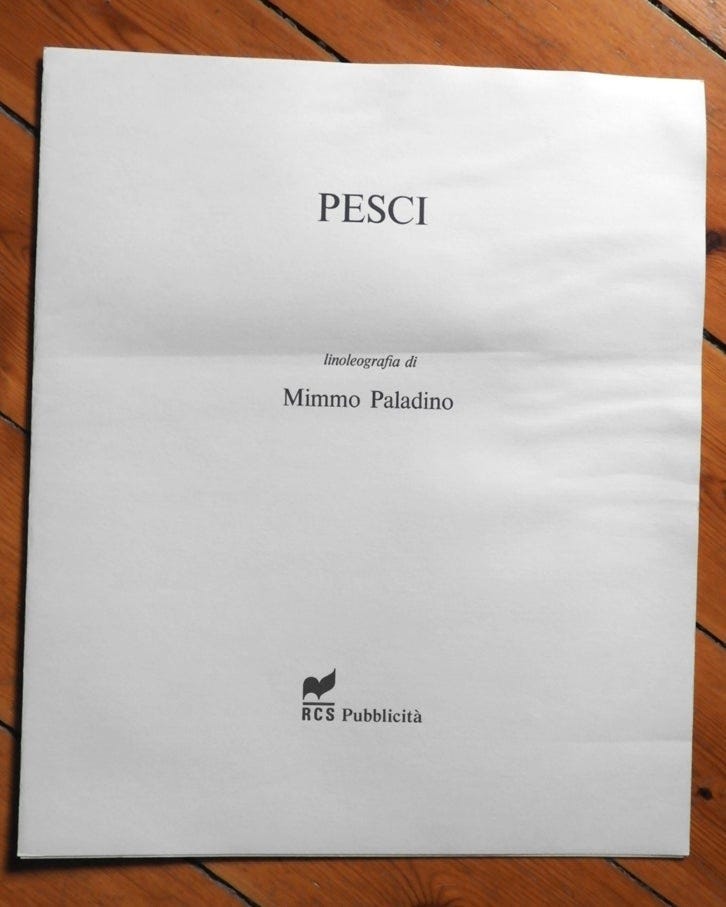 PESCI
linoleografia di
Mimmo Paladino
RCS Pubblicità